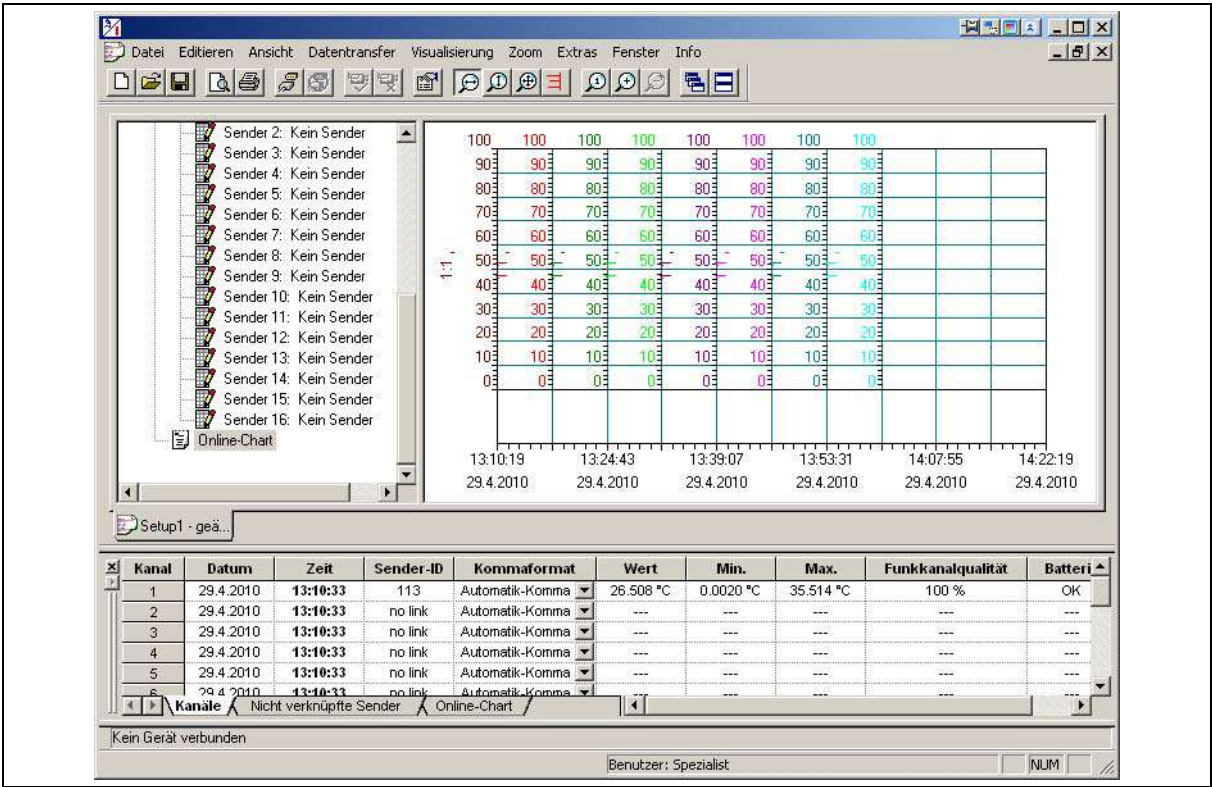 Datei Editieren Ansicht Datentransfer Visualisierung Zoom Extras Fenster Info
Sender 2: Kein Sender
Sender 3: Kein Sender
Sender 4: Kein Sender
Sender 5: Kein Sender
Sender 6: Kein Sender
Sender 7: Kein Sender
Sender 8: Kein Sender
Sender 9: Kein Sender
Sender 10: Kein Sender
Sender 11: Kein Sender
Sender 12: Kein Sender
Sender 13: Kein Sender
Sender 14: Kein Sender
Sender 15: Kein Sender
Sender 16: Kein Sender
Online-Chart
100 100 100 100 100 100 100 100
90 90 90 90 90 90 90 90
80 80 80 80 80 80 80 80
70 70 70 70 70 70 70 70
60 60 60 60 60 60 60 60
50 50 50 50 50 50 50 50
40 40 40 40 40 40 40 40
30 30 30 30 30 30 30 30
20 20 20 20 20 20 20 20
10 10 10 10 10 10 10 10
0 0 0 0 0 0 0 0
13:10:19 13:24:43 13:39:07 13:53:31 14:07:55 14:22:19
29.4.2010 29.4.2010 29.4.2010 29.4.2010 29.4.2010 29.4.2010
Setup1 - geä...
Kanal Datum Zeit Sender-ID Kommaformat Wert Min. Max. Funkkanalqualität Batteri
1 29.4.2010 13:10:33 113 Automatik-Komma 26.508 °C 0.0020 °C 35.514 °C 100 % OK
2 29.4.2010 13:10:33 no link Automatik-Komma --- --- --- --- ---
3 29.4.2010 13:10:33 no link Automatik-Komma --- --- --- --- ---
4 29.4.2010 13:10:33 no link Automatik-Komma --- --- --- --- ---
5 29.4.2010 13:10:33 no link Automatik-Komma --- --- --- --- ---
6 29.4.2010 13:10:33 no link Automatik-Komma --- --- --- --- ---
Kanäle Nicht verknüpfte Sender Online-Chart
Kein Gerät verbunden
Benutzer: Spezialist NUM